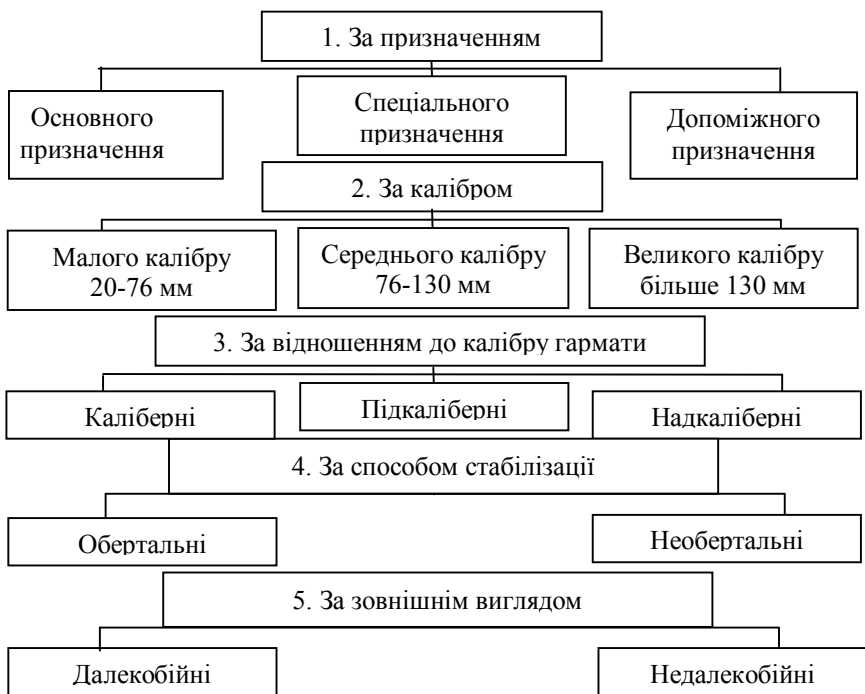 1. За призначенням
Основного
призначення
Спеціального
призначення
Допоміжного
призначення
2. За калібром
Малого калібру
20-76 мм
Середнього калібру
76-130 мм
Великого калібру
більше 130 мм
3. За відношенням до калібру гармати
Каліберні
Підкаліберні
Надкаліберні
4. За способом стабілізації
Обертальні
Необертальні
5. За зовнішнім виглядом
Далекобійні
Недалекобійні